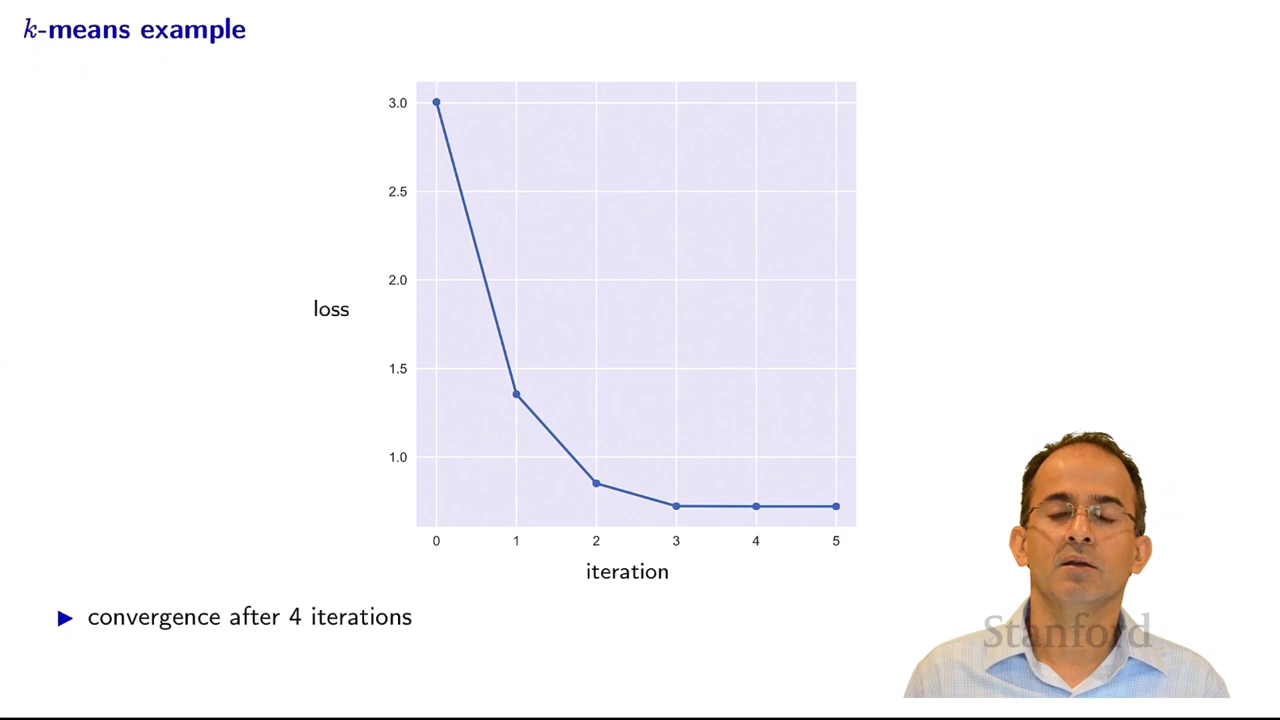 k-means example
3.0
2.5
2.0
loss
1.5
1.0
0 1 2 3 4 5
iteration
▶ convergence after 4 iterations
Stanford